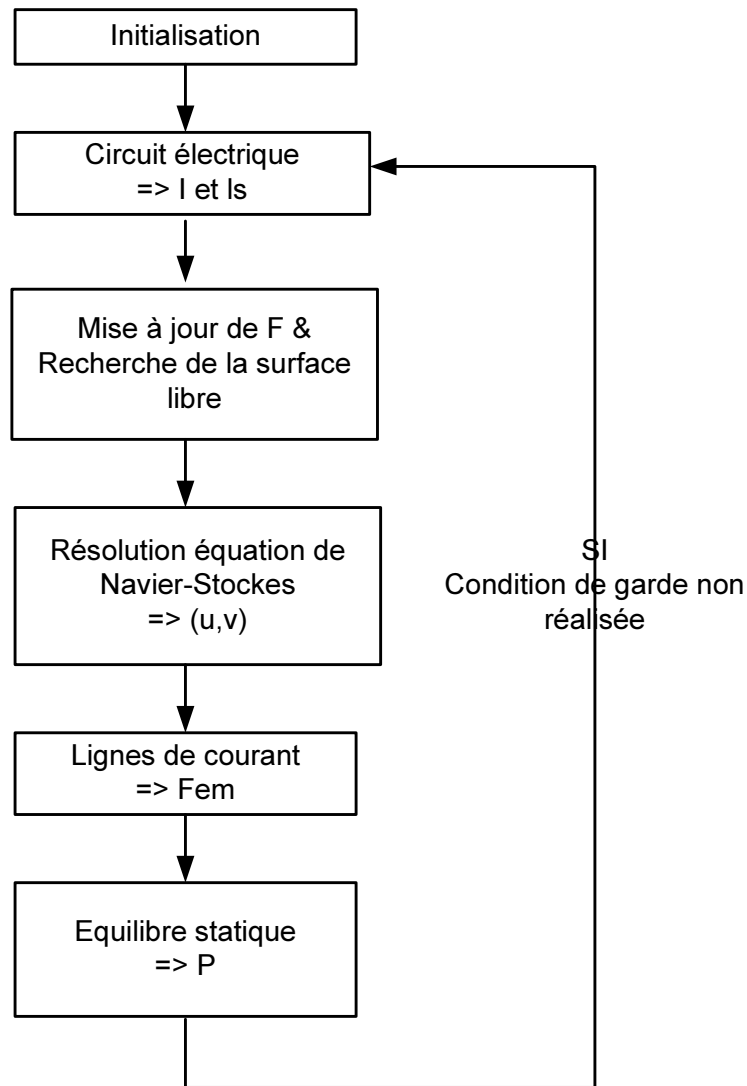 Initialisation
Circuit électrique
=> I et Is
Mise à jour de F &
Recherche de la surface
libre
Résolution équation de
Navier-Stockes
=> (u,v)
SI
Condition de garde non
réalisée
Lignes de courant
=> Fem
Equilibre statique
=> P